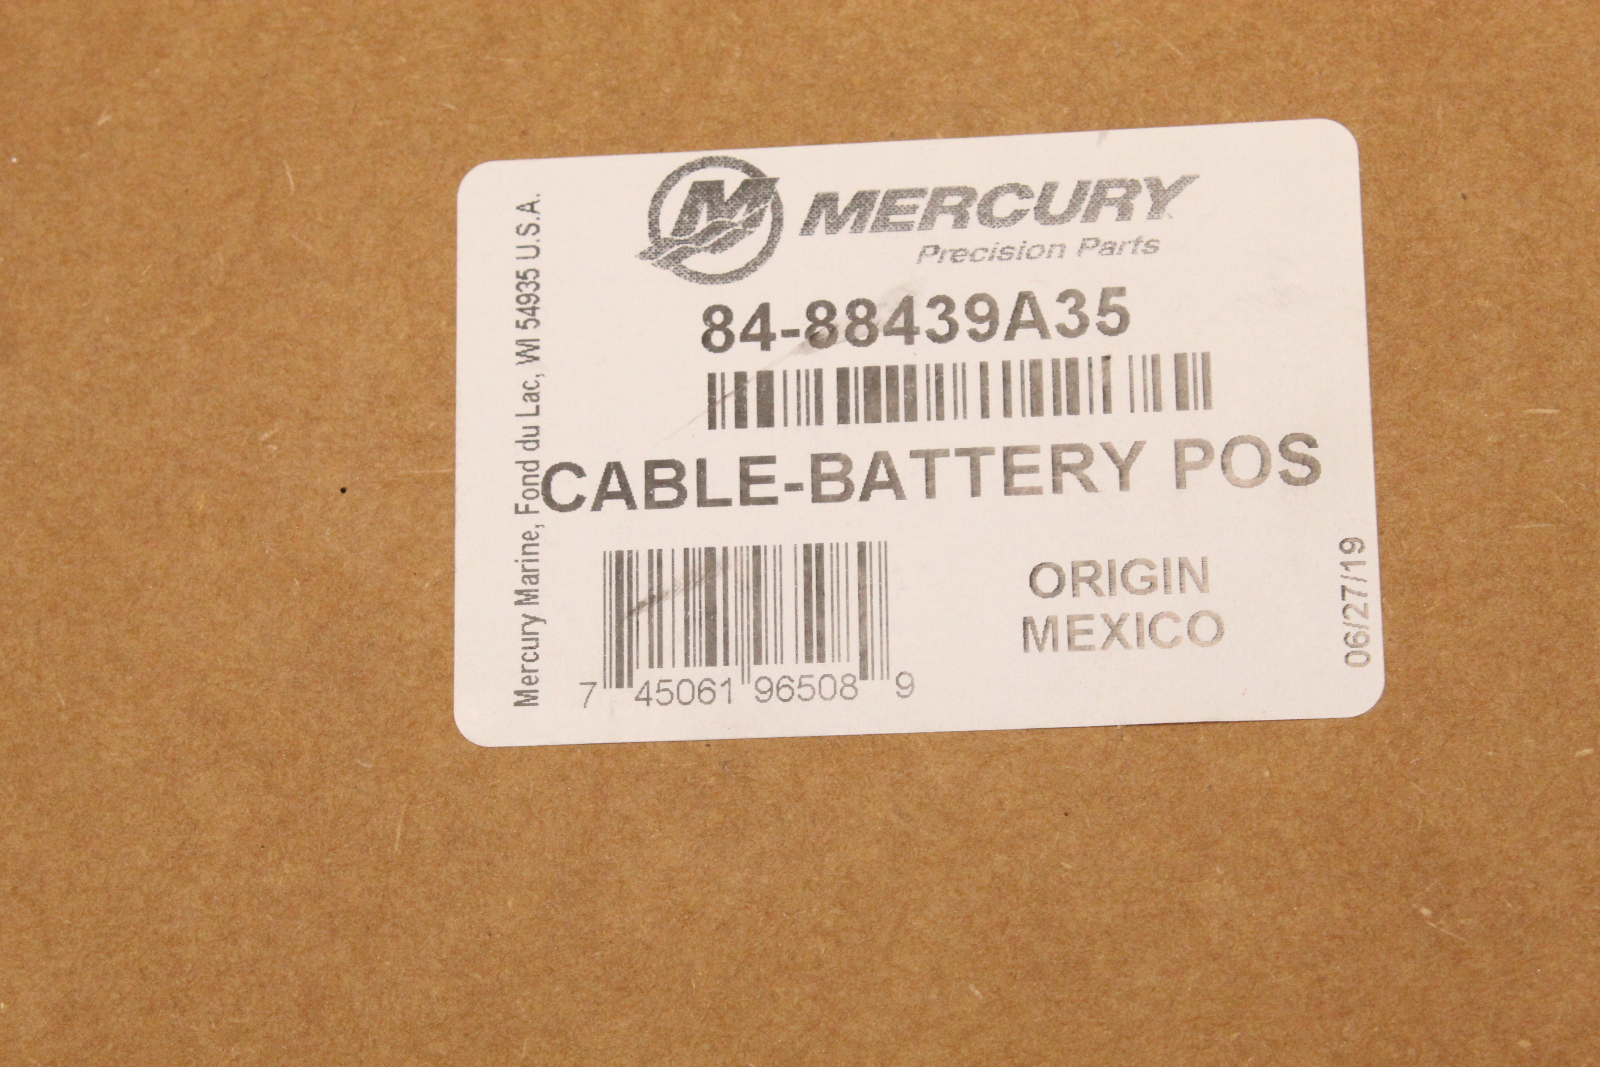 M MERCURY
Precision Parts
84-88439A35
CABLE-BATTERY POS
7 45061 96508 9
ORIGIN
MEXICO
06/27/19
Mercury Marine, Fond du Lac, WI 54935 U.S.A.